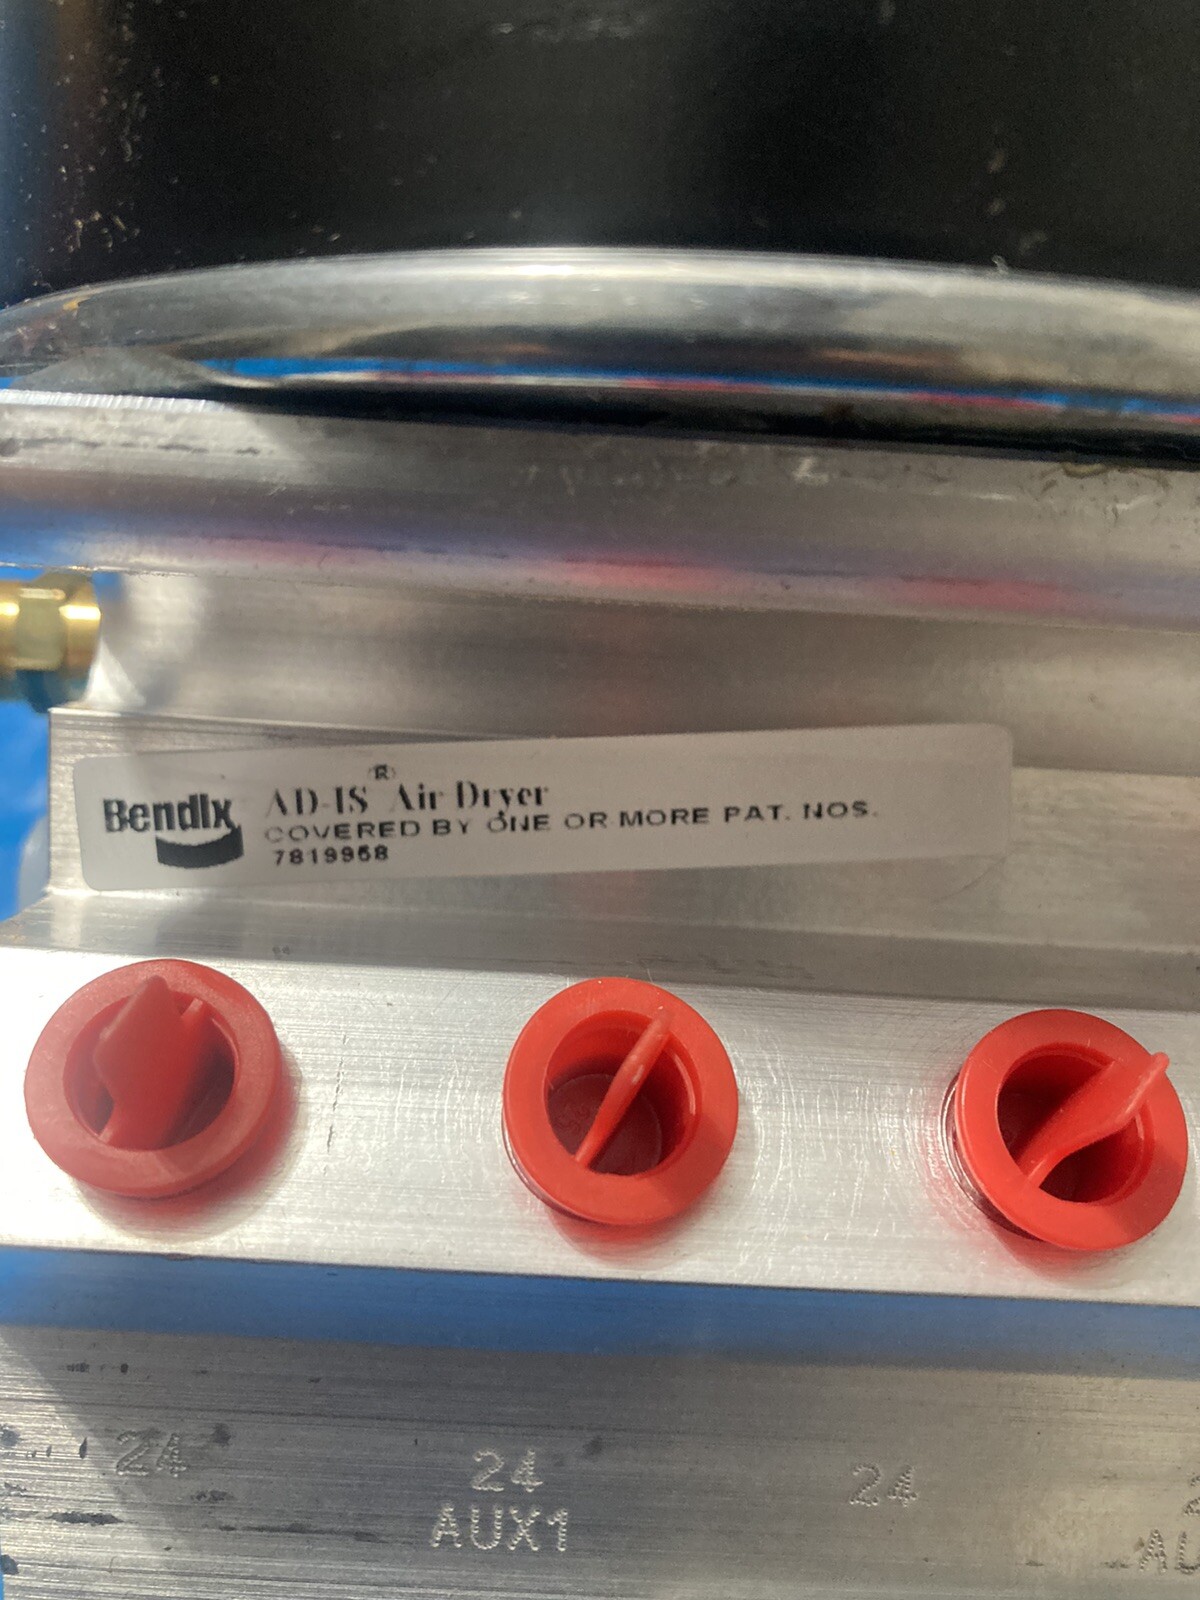 Bendix
AD-IS® Air Dryer
COVERED BY ONE OR MORE PAT. NOS.
7819958
24
24
AUX1
24